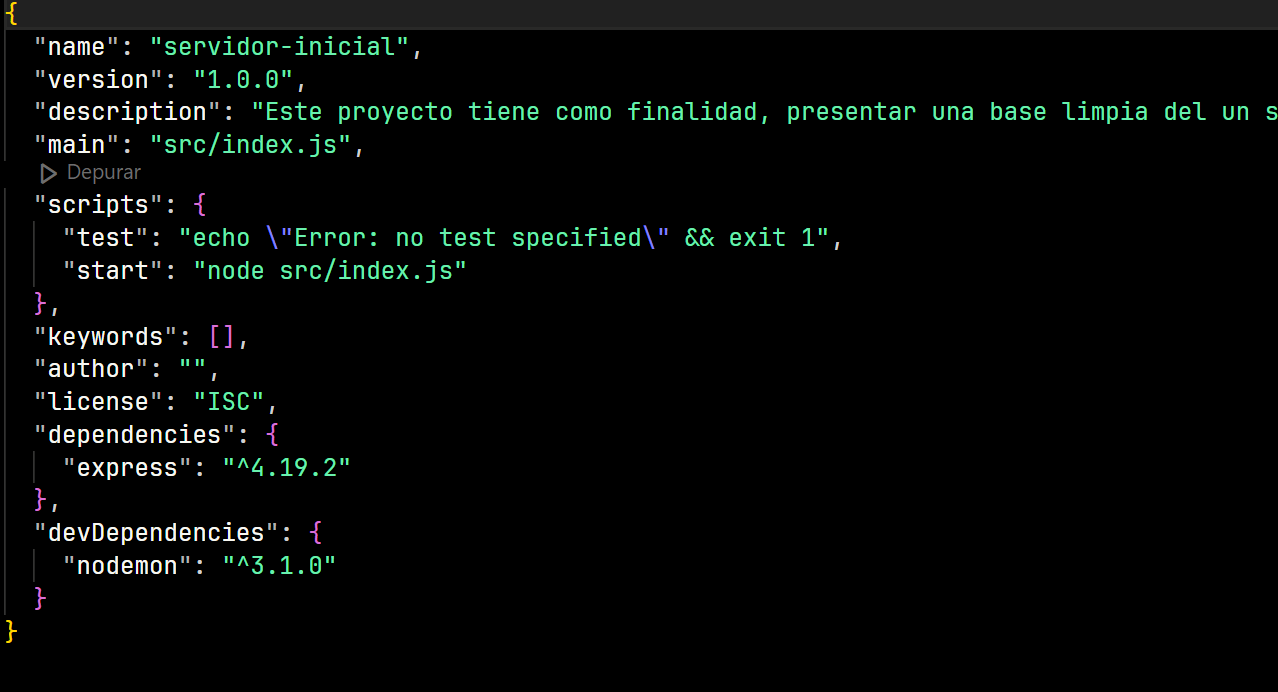 {
  "name": "servidor-inicial",
  "version": "1.0.0",
  "description": "Este proyecto tiene como finalidad, presentar una base limpia del un s
  "main": "src/index.js",
  Depurar
  "scripts": {
    "test": "echo \"Error: no test specified\" && exit 1",
    "start": "node src/index.js"
  },
  "keywords": [],
  "author": "",
  "license": "ISC",
  "dependencies": {
    "express": "^4.19.2"
  },
  "devDependencies": {
    "nodemon": "^3.1.0"
  }
}